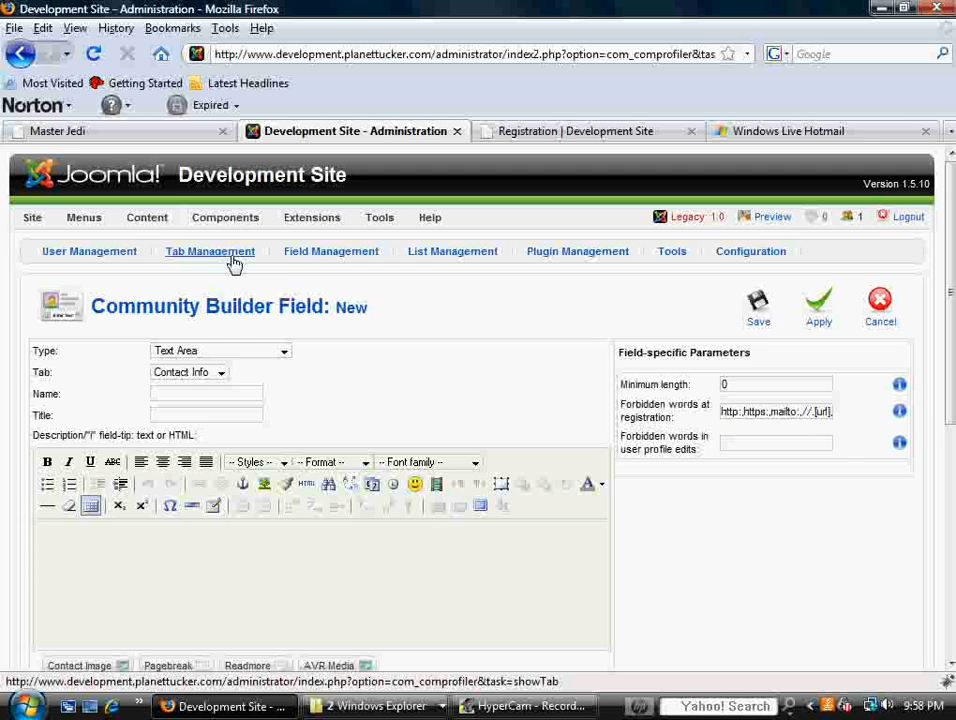 Development Site - Administration - Mozilla Firefox
File Edit View History Bookmarks Tools Help
http://www.development.planettucker.com/administrator/index2.php?option=com_comprofiler&tas
Google
Most Visited Getting Started Latest Headlines
Norton Expired
Master Jedi
Development Site - Administration
Registration | Development Site
Windows Live Hotmail
Joomla! Development Site
Version 1.5.10
Site Menus Content Components Extensions Tools Help
Legacy 1.0 Preview 0 1 Logout
User Management Tab Management Field Management List Management Plugin Management Tools Configuration
Community Builder Field: New
Save Apply Cancel
Type: Text Area
Tab: Contact Info
Name:
Title:
Description/"i" field-tip: text or HTML:
B I U ABC -- Styles -- -- Format -- -- Font family --
HTML
Contact Image Pagebreak Readmore AVR Media
Field-specific Parameters
Minimum length: 0
Forbidden words at registration: http:,https:,mailto:,//.[url],
Forbidden words in user profile edits:
http://www.development.planettucker.com/administrator/index.php?option=com_comprofiler&task=showTab
Development Site - ...
2 Windows Explorer
HyperCam - Record...
Yahoo! Search
9:58 PM